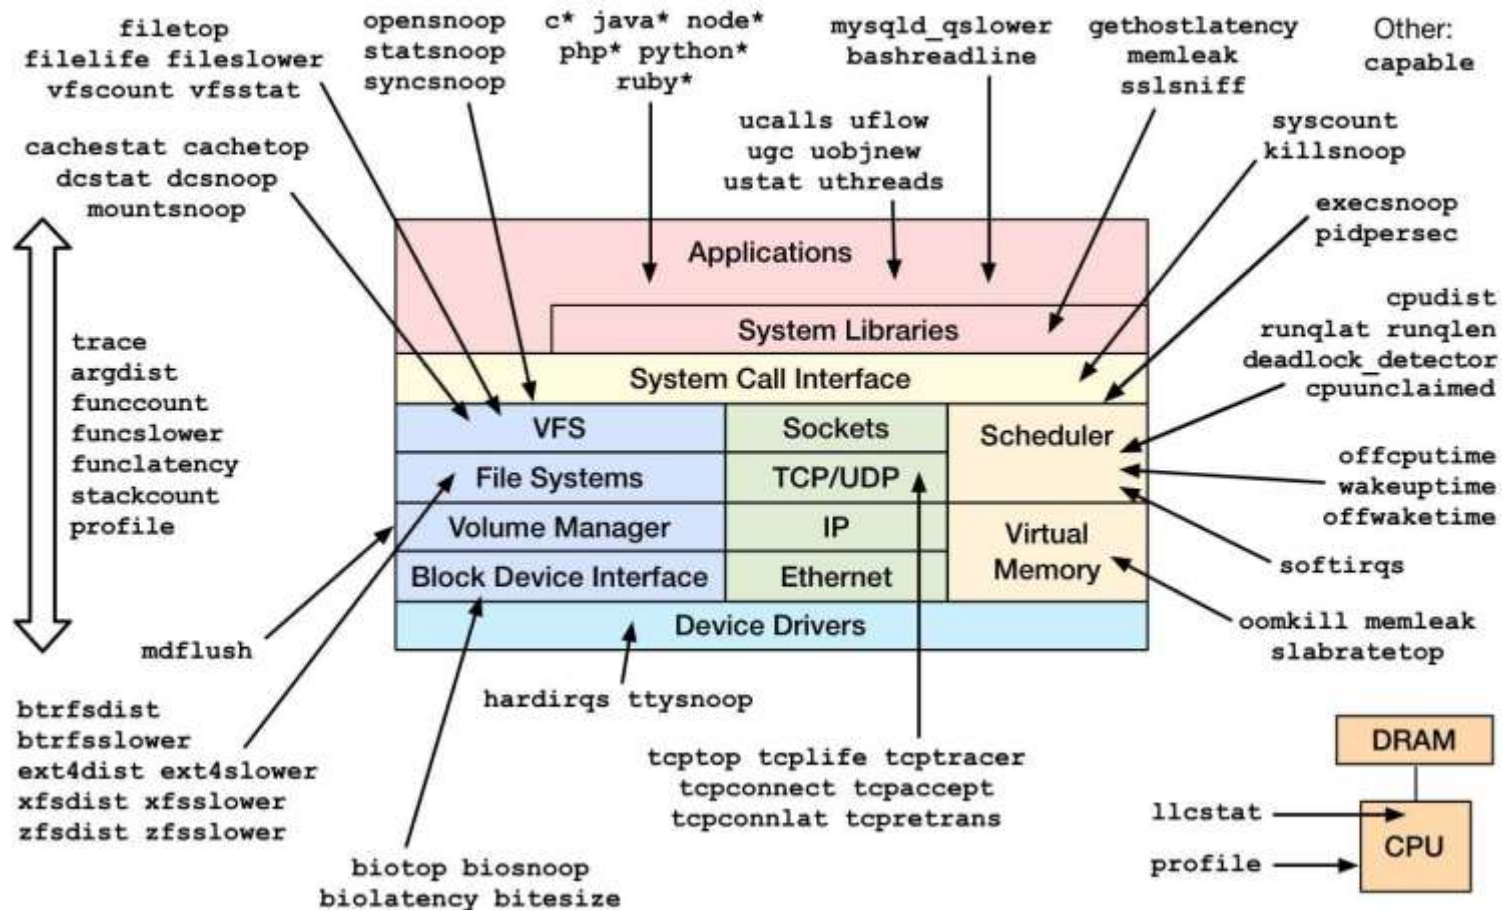 filetop
filelife fileslower
vfscount vfsstat
opensnoop
statsnoop
syncsnoop
c* java* node*
php* python*
ruby*
mysqld_qslower
bashreadline
gethostlatency
memleak
sslsniff
Other:
capable
ucalls uflow
ugc uobjnew
ustat uthreads
syscount
killsnoop
cachestat cachetop
dcstat dcsnoop
mountsnoop
execsnoop
pidpersec
trace
argdist
funccount
funcslower
funclatency
stackcount
profile
Applications
System Libraries
System Call Interface
VFS
Sockets
Scheduler
File Systems
TCP/UDP
Volume Manager
IP
Virtual
Memory
Block Device Interface
Ethernet
Device Drivers
cpudist
runqlat runqlen
deadlock_detector
cpuunclaimed
offcputime
wakeuptime
offwaketime
softirqs
oomkill memleak
slabratetop
mdflush
hardirqs ttysnoop
btrfsdist
btrfsslower
ext4dist ext4slower
xfsdist xfsslower
zfsdist zfsslower
biotop biosnoop
biolatency bitesize
tcptop tcplife tcptracer
tcpconnect tcpaccept
tcpconnlat tcpretrans
DRAM
llcstat
CPU
profile